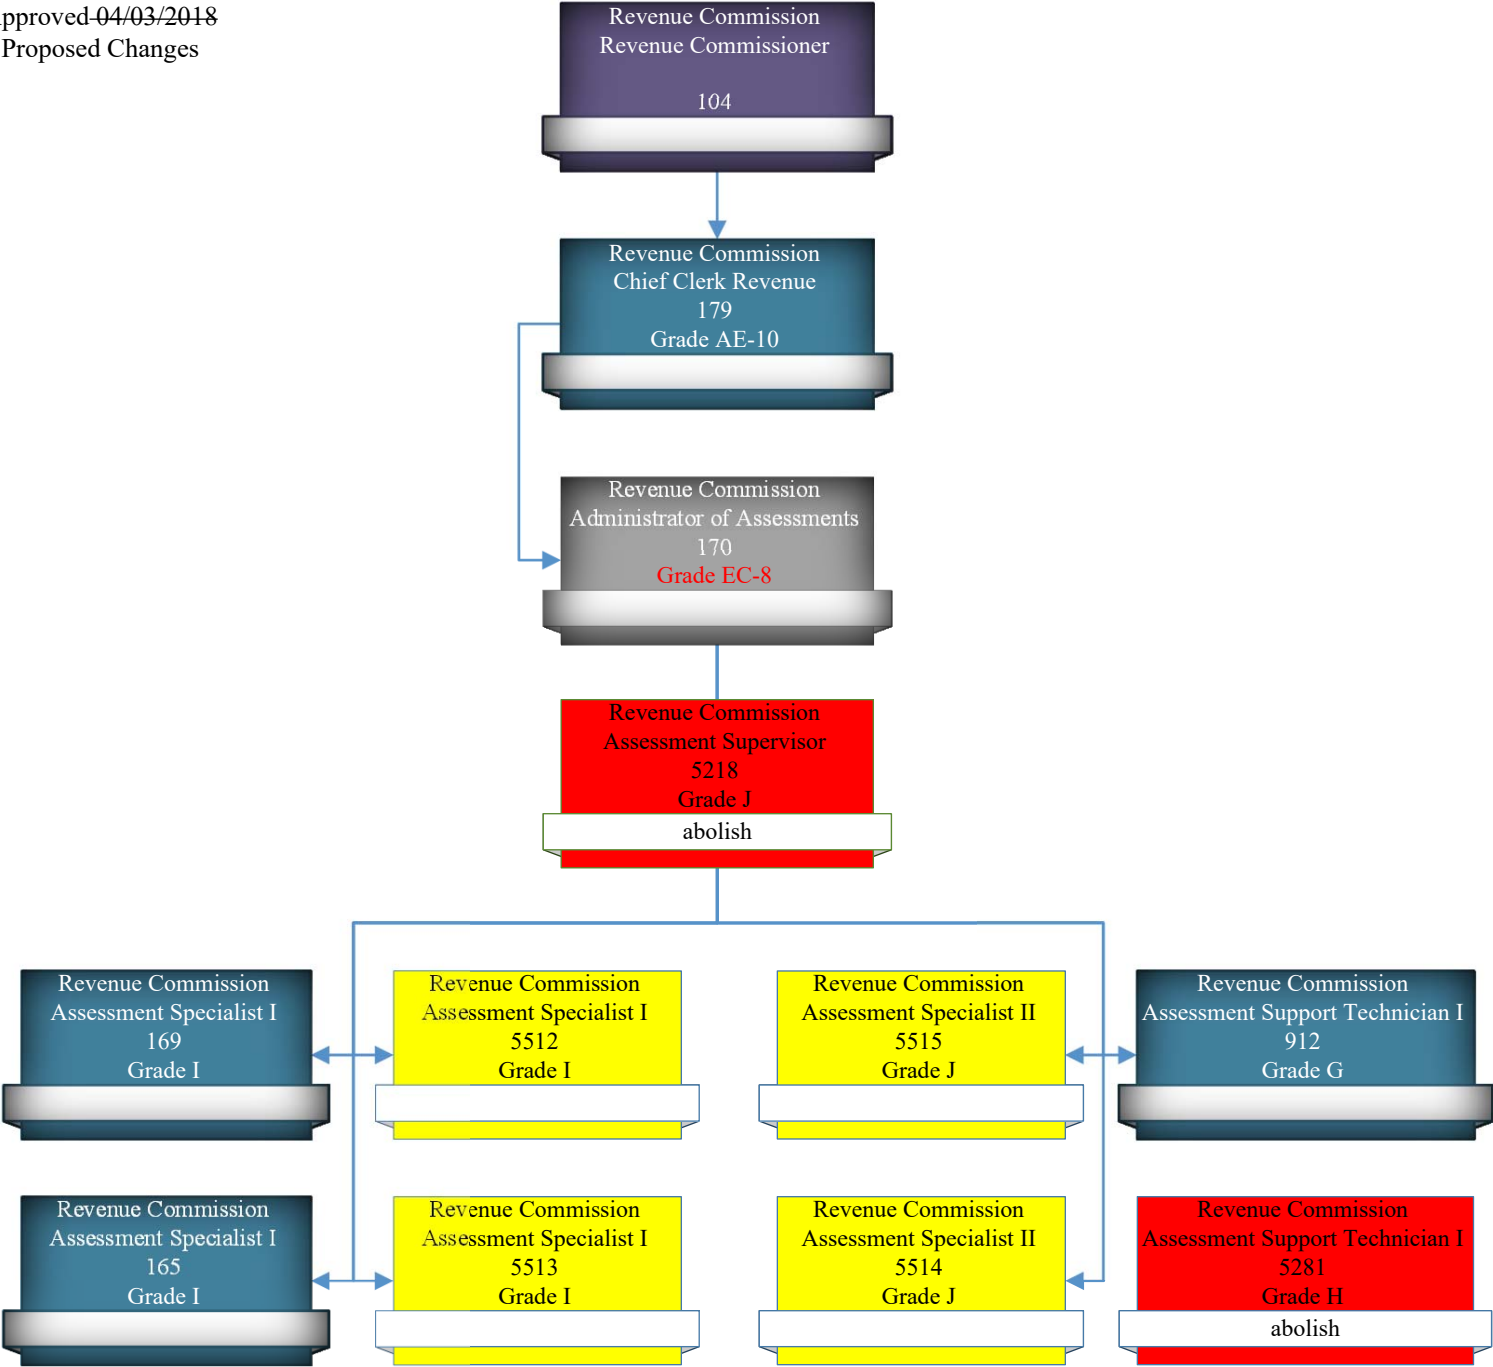 pproved 04/03/2018
Proposed Changes
Revenue Commission
Revenue Commissioner
104
Revenue Commission
Chief Clerk Revenue
179
Grade AE-10
Revenue Commission
Administrator of Assessments
170
Grade EC-8
Revenue Commission
Assessment Supervisor
5218
Grade J
abolish
Revenue Commission
Assessment Specialist I
169
Grade I
Revenue Commission
Assessment Specialist I
5512
Grade I
Revenue Commission
Assessment Specialist II
5515
Grade J
Revenue Commission
Assessment Support Technician I
912
Grade G
Revenue Commission
Assessment Specialist I
165
Grade I
Revenue Commission
Assessment Specialist I
5513
Grade I
Revenue Commission
Assessment Specialist II
5514
Grade J
Revenue Commission
Assessment Support Technician I
5281
Grade H
abolish